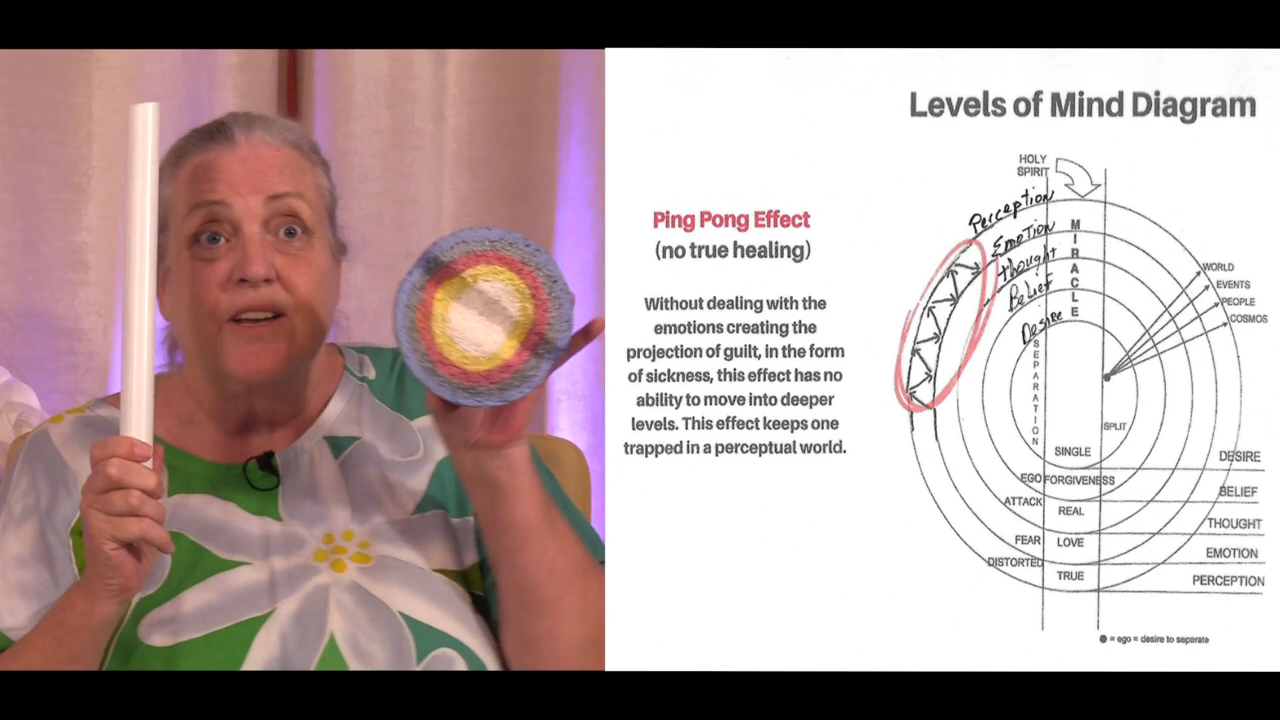 Levels of Mind Diagram
Ping Pong Effect
(no true healing)
Without dealing with the
emotions creating the
projection of guilt, in the form
of sickness, this effect has no
ability to move into deeper
levels. This effect keeps one
trapped in a perceptual world.
HOLY
SPIRIT
Perception
Emotion
thought
Belief
Desire
MIRACLE
SEPARATION
WORLD
EVENTS
PEOPLE
COSMOS
SPLIT
SINGLE
DESIRE
EGO FORGIVENESS
BELIEF
ATTACK
REAL
THOUGHT
FEAR
LOVE
EMOTION
DISTORTED
TRUE
PERCEPTION
= ego = desire to separate